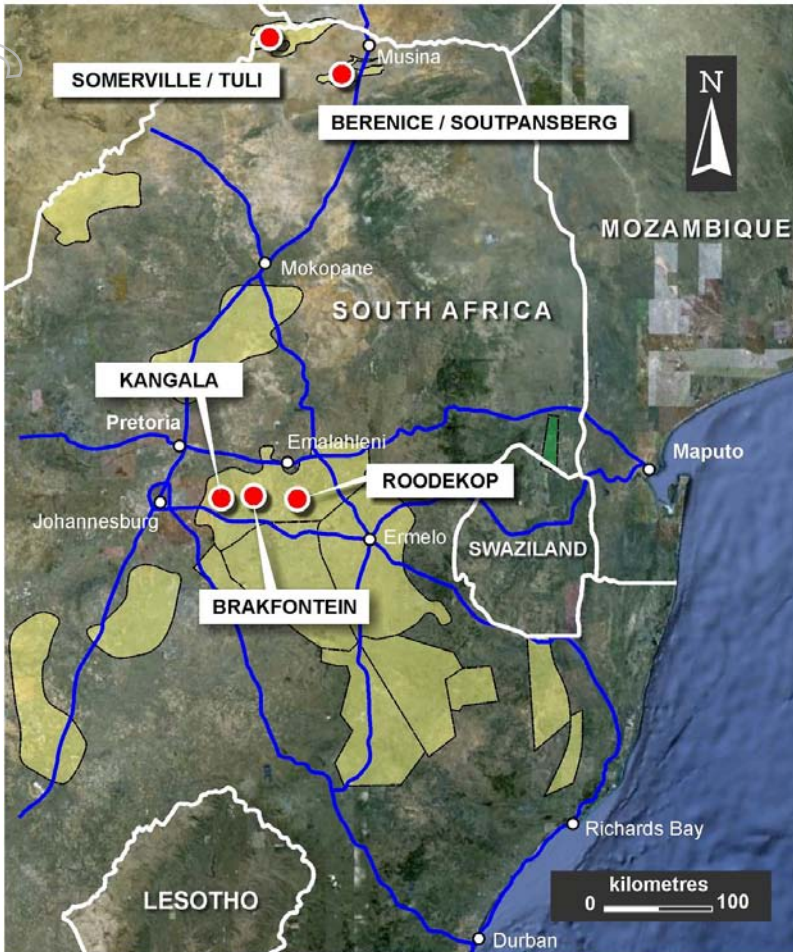 Musina
SOMERVILLE / TULI
BERENICE / SOUTPANSBERG
N
MOZAMBIQUE
Mokopane
SOUTH AFRICA
KANGALA
Pretoria
Emalahleni
Maputo
ROODEKOP
Johannesburg
Ermelo
SWAZILAND
BRAKFONTEIN
Richards Bay
LESOTHO
kilometres
0 100
Durban